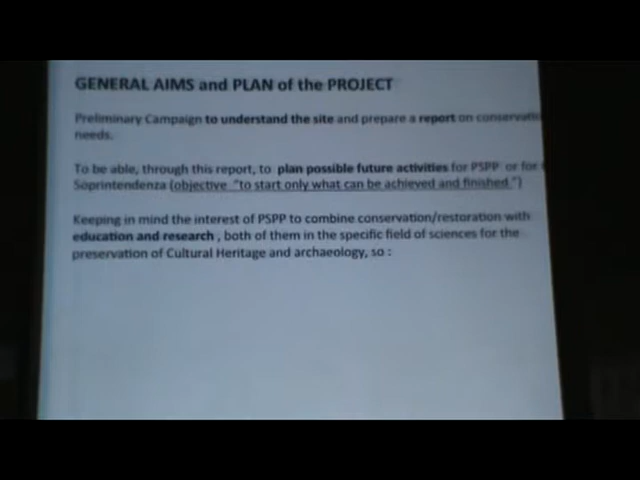 GENERAL AIMS and PLAN of the PROJECT
Preliminary Campaign to understand the site and prepare a report on
needs.
To be able, through this report, to plan possible future activities for PSPP or for
Soprintendenza (objective "to start only what can be achieved and finished ")
Keeping in mind the interest of PSPP to combine conservation/restoration with
education and research , both of them in the specific field of sciences for the
preservation of Cultural Heritage and archaeology, so :